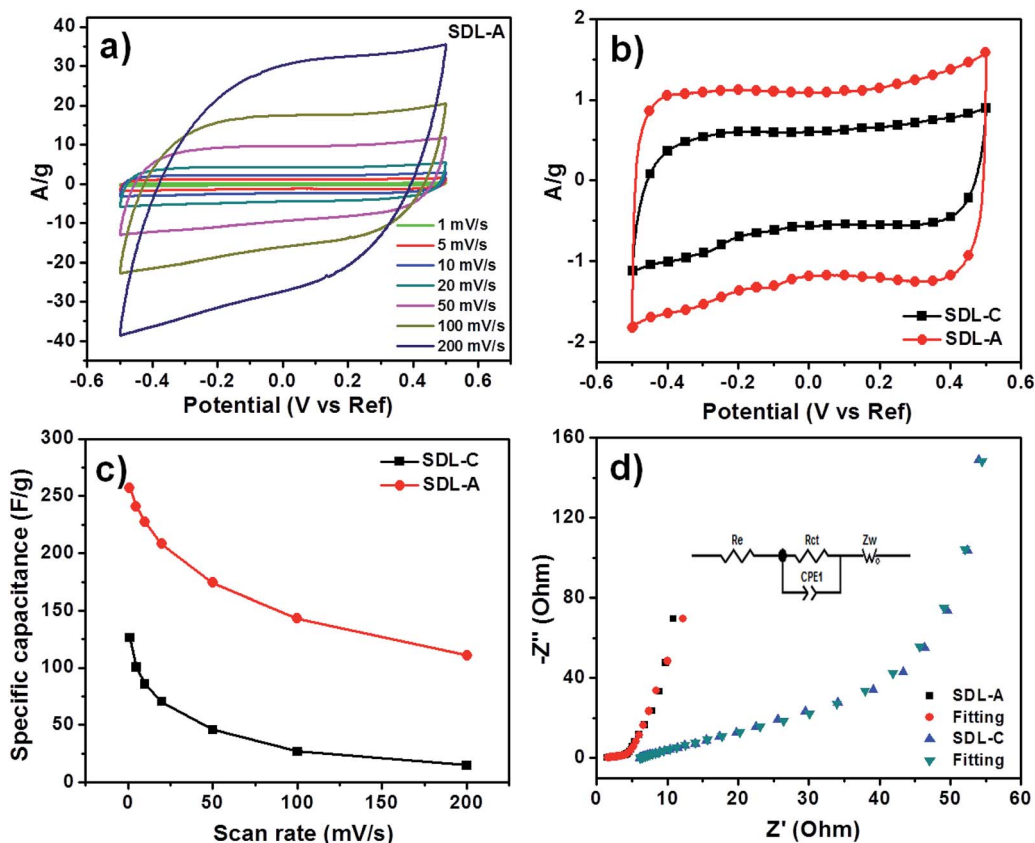 a)
SDL-A
40
30
20
10
0
-10
-20
-30
-40
A/g
1 mV/s
5 mV/s
10 mV/s
20 mV/s
50 mV/s
100 mV/s
200 mV/s
-0.6 -0.4 -0.2 0.0 0.2 0.4 0.6
Potential (V vs Ref)
b)
2
1
0
-1
-2
A/g
SDL-C
SDL-A
-0.6 -0.4 -0.2 0.0 0.2 0.4 0.6
Potential (V vs Ref)
c)
300
250
200
150
100
50
0
Specific capacitance (F/g)
SDL-C
SDL-A
0 50 100 150 200
Scan rate (mV/s)
d)
160
120
80
40
0
-Z'' (Ohm)
Re Rct Zw
o
CPE1
SDL-A
Fitting
SDL-C
Fitting
0 10 20 30 40 50 60
Z' (Ohm)